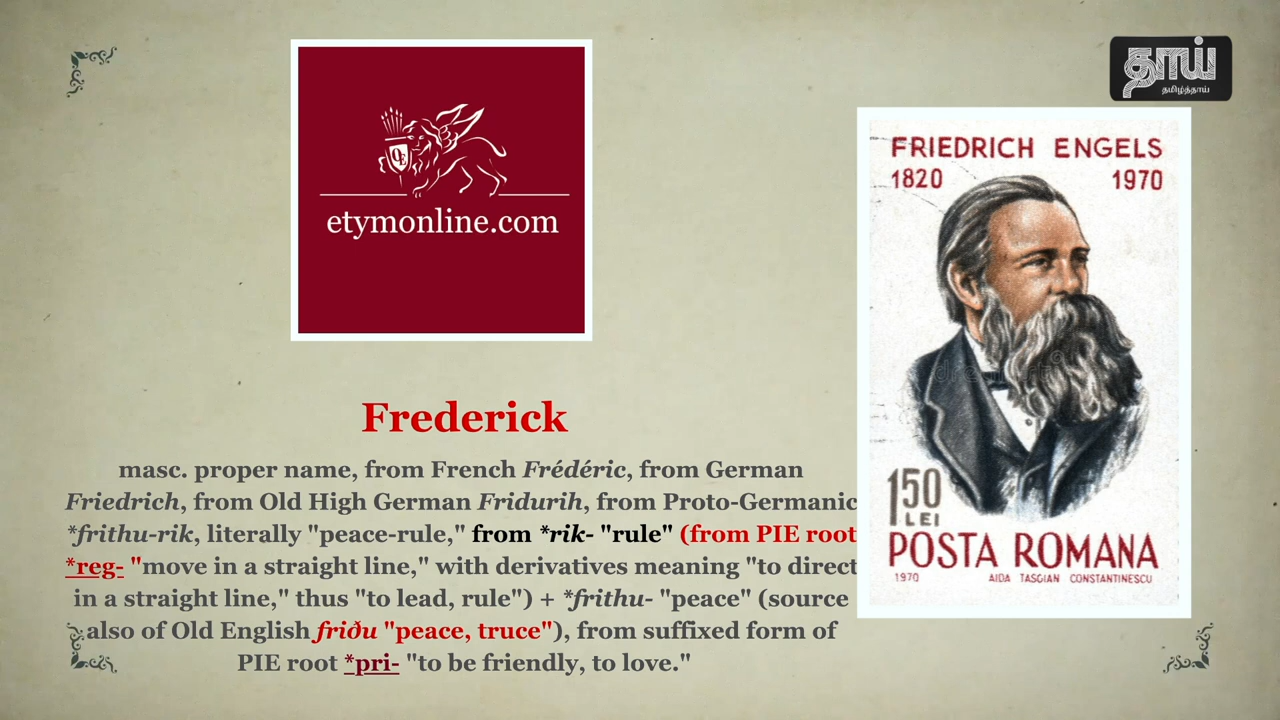 தாய்
தமிழ்த்தாய்
OE
etymonline.com
FRIEDRICH ENGELS
1820 1970
1.50
LEI
POSTA ROMANA
1970 AIDA TASGIAN CONSTANTINESCU
Frederick
masc. proper name, from French Frédéric, from German
Friedrich, from Old High German Fridurih, from Proto-Germanic
*frithu-rik, literally "peace-rule," from *rik- "rule" (from PIE root
*reg- "move in a straight line," with derivatives meaning "to direct
in a straight line," thus "to lead, rule") + *frithu- "peace" (source
also of Old English friðu "peace, truce"), from suffixed form of
PIE root *pri- "to be friendly, to love."